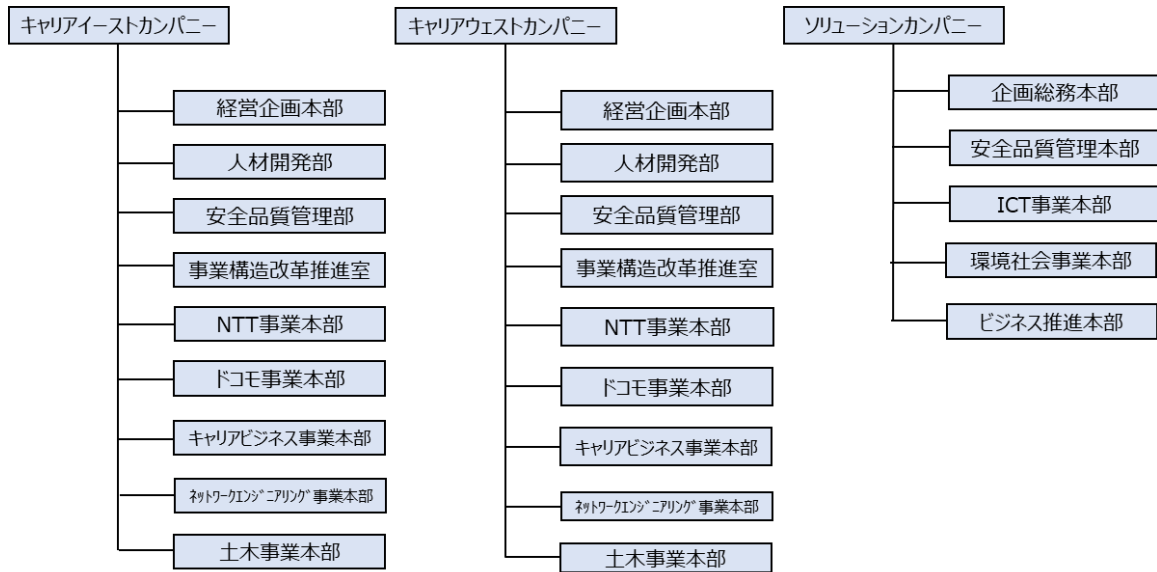 キャリアイーストカンパニー
経営企画本部
人材開発部
安全品質管理部
事業構造改革推進室
NTT事業本部
ドコモ事業本部
キャリアビジネス事業本部
ネットワークエンジニアリング事業本部
土木事業本部
キャリアウェストカンパニー
経営企画本部
人材開発部
安全品質管理部
事業構造改革推進室
NTT事業本部
ドコモ事業本部
キャリアビジネス事業本部
ネットワークエンジニアリング事業本部
土木事業本部
ソリューションカンパニー
企画総務本部
安全品質管理本部
ICT事業本部
環境社会事業本部
ビジネス推進本部